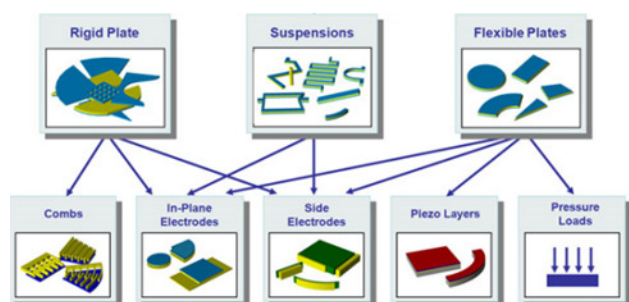 Rigid Plate
Suspensions
Flexible Plates
Combs
In-Plane
Electrodes
Side
Electrodes
Piezo Layers
Pressure
Loads